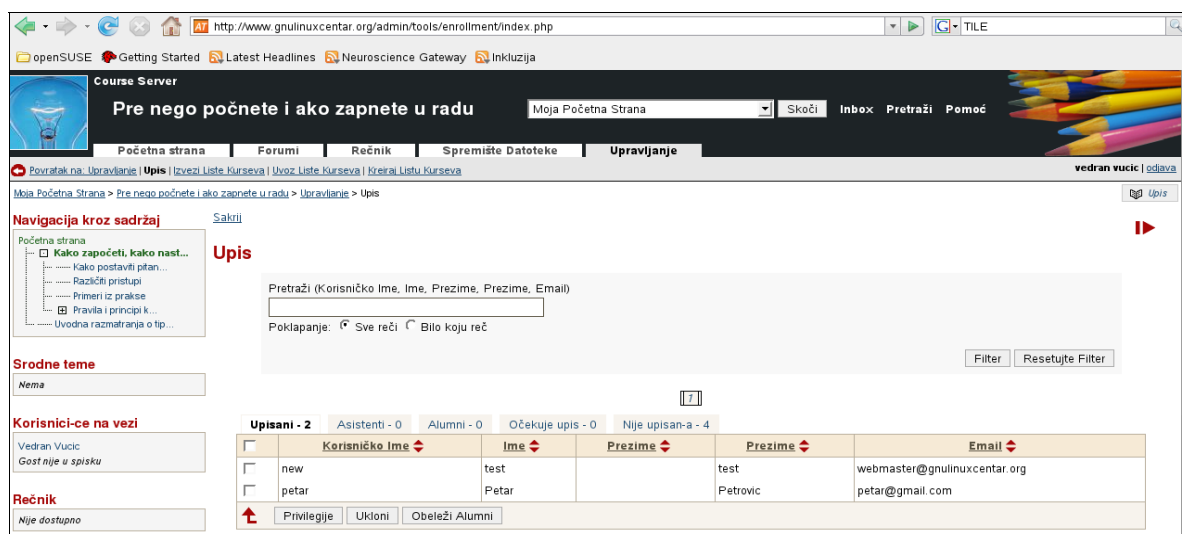 http://www.gnulinuxcentar.org/admin/tools/enrollment/index.php
G TILE
openSUSE Getting Started Latest Headlines Neuroscience Gateway Inkluzija
Course Server
Pre nego počnete i ako zapnete u radu
Moja Početna Strana Skoči Inbox Pretraži Pomoć
Početna strana Forumi Rečnik Spremište Datoteke Upravljanje
Povratak na: Upravljanje | Upis | Izvezi Liste Kurseva | Uvoz Liste Kurseva | Kreiraj Listu Kurseva
vedran vucic | odjava
Moja Početna Strana > Pre nego počnete i ako zapnete u radu > Upravljanje > Upis
Upis
Navigacija kroz sadržaj
Početna strana
Kako započeti, kako nast...
Kako postaviti pitan...
Različiti pristupi
Primeri iz prakse
Pravila i principi k...
Uvodna razmatranja o tip...
Srodne teme
Nema
Korisnici-ce na vezi
Vedran Vucic
Gost nije u spisku
Rečnik
Nije dostupno
Sakrij
Upis
Pretraži (Korisničko Ime, Ime, Prezime, Prezime, Email)
Poklapanje: Sve reči Bilo koju reč
Filter Resetujte Filter
1
Upisani - 2 Asistenti - 0 Alumni - 0 Očekuje upis - 0 Nije upisan-a - 4
Korisničko Ime Ime Prezime Prezime Email
new test test webmaster@gnulinuxcentar.org
petar Petar Petrovic petar@gmail.com
Privilegije Ukloni Obeleži Alumni